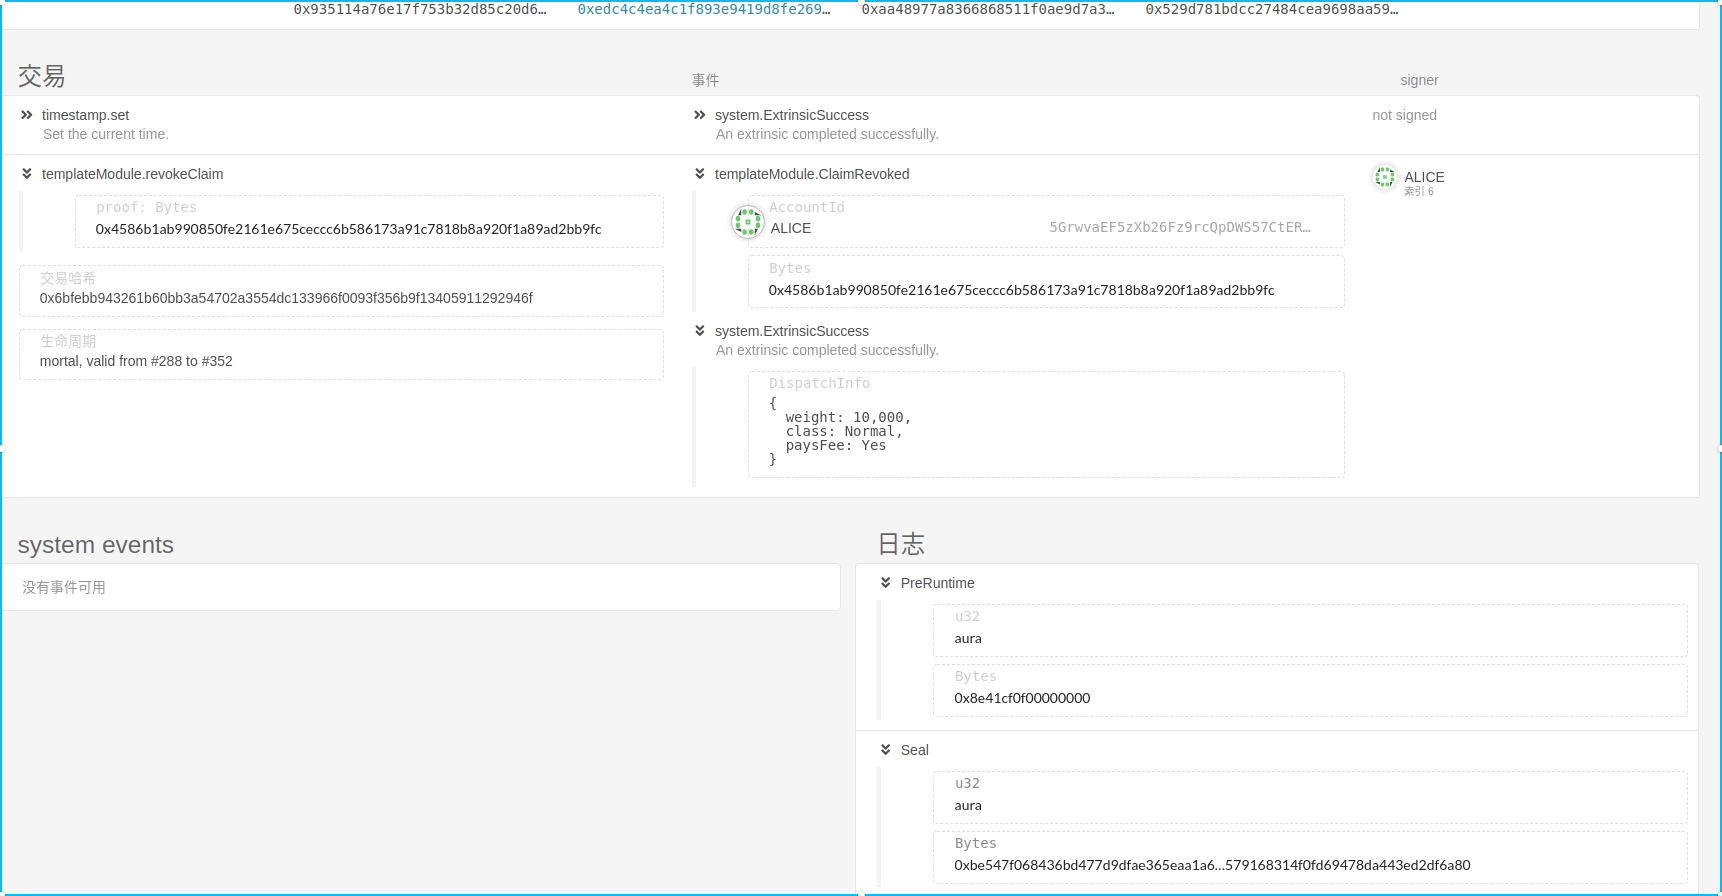 0x935114a76e17f753b32d85c20d6… 0xedc4c4ea4c1f893e9419d8fe269… 0xaa48977a8366868511f0ae9d7a3… 0x529d781bdcc27484cea9698aa59…
交易 事件 signer
timestamp.set system.ExtrinsicSuccess not signed
Set the current time. An extrinsic completed successfully.
templateModule.revokeClaim templateModule.ClaimRevoked ALICE
索引 6
proof: Bytes AccountId
0x4586b1ab990850fe2161e675ceccc6b586173a91c7818b8a920f1a89ad2bb9fc ALICE 5GrwvaEF5zXb26Fz9rcQpDWS57CtER…
交易哈希 Bytes
0x6bfebb943261b60bb3a54702a3554dc133966f0093f356b9f13405911292946f 0x4586b1ab990850fe2161e675ceccc6b586173a91c7818b8a920f1a89ad2bb9fc
生命周期 system.ExtrinsicSuccess
mortal, valid from #288 to #352 An extrinsic completed successfully.
DispatchInfo
{
weight: 10,000,
class: Normal,
paysFee: Yes
}
system events
没有事件可用
日志
PreRuntime
u32
aura
Bytes
0x8e41cf0f00000000
Seal
u32
aura
Bytes
0xbe547f068436bd477d9dfae365eaa1a6…579168314f0fd69478da443ed2df6a80